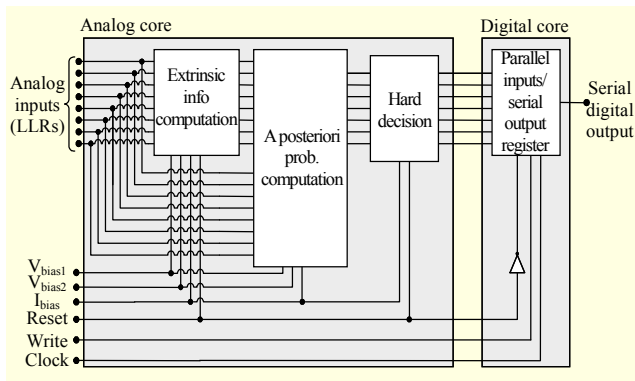 Analog core
Digital core
Analog
inputs
(LLRs)
Extrinsic
info
computation
A posteriori
prob.
computation
Hard
decision
Parallel
inputs/
serial
output
register
Serial
digital
output
Vbias1
Vbias2
Ibias
Reset
Write
Clock